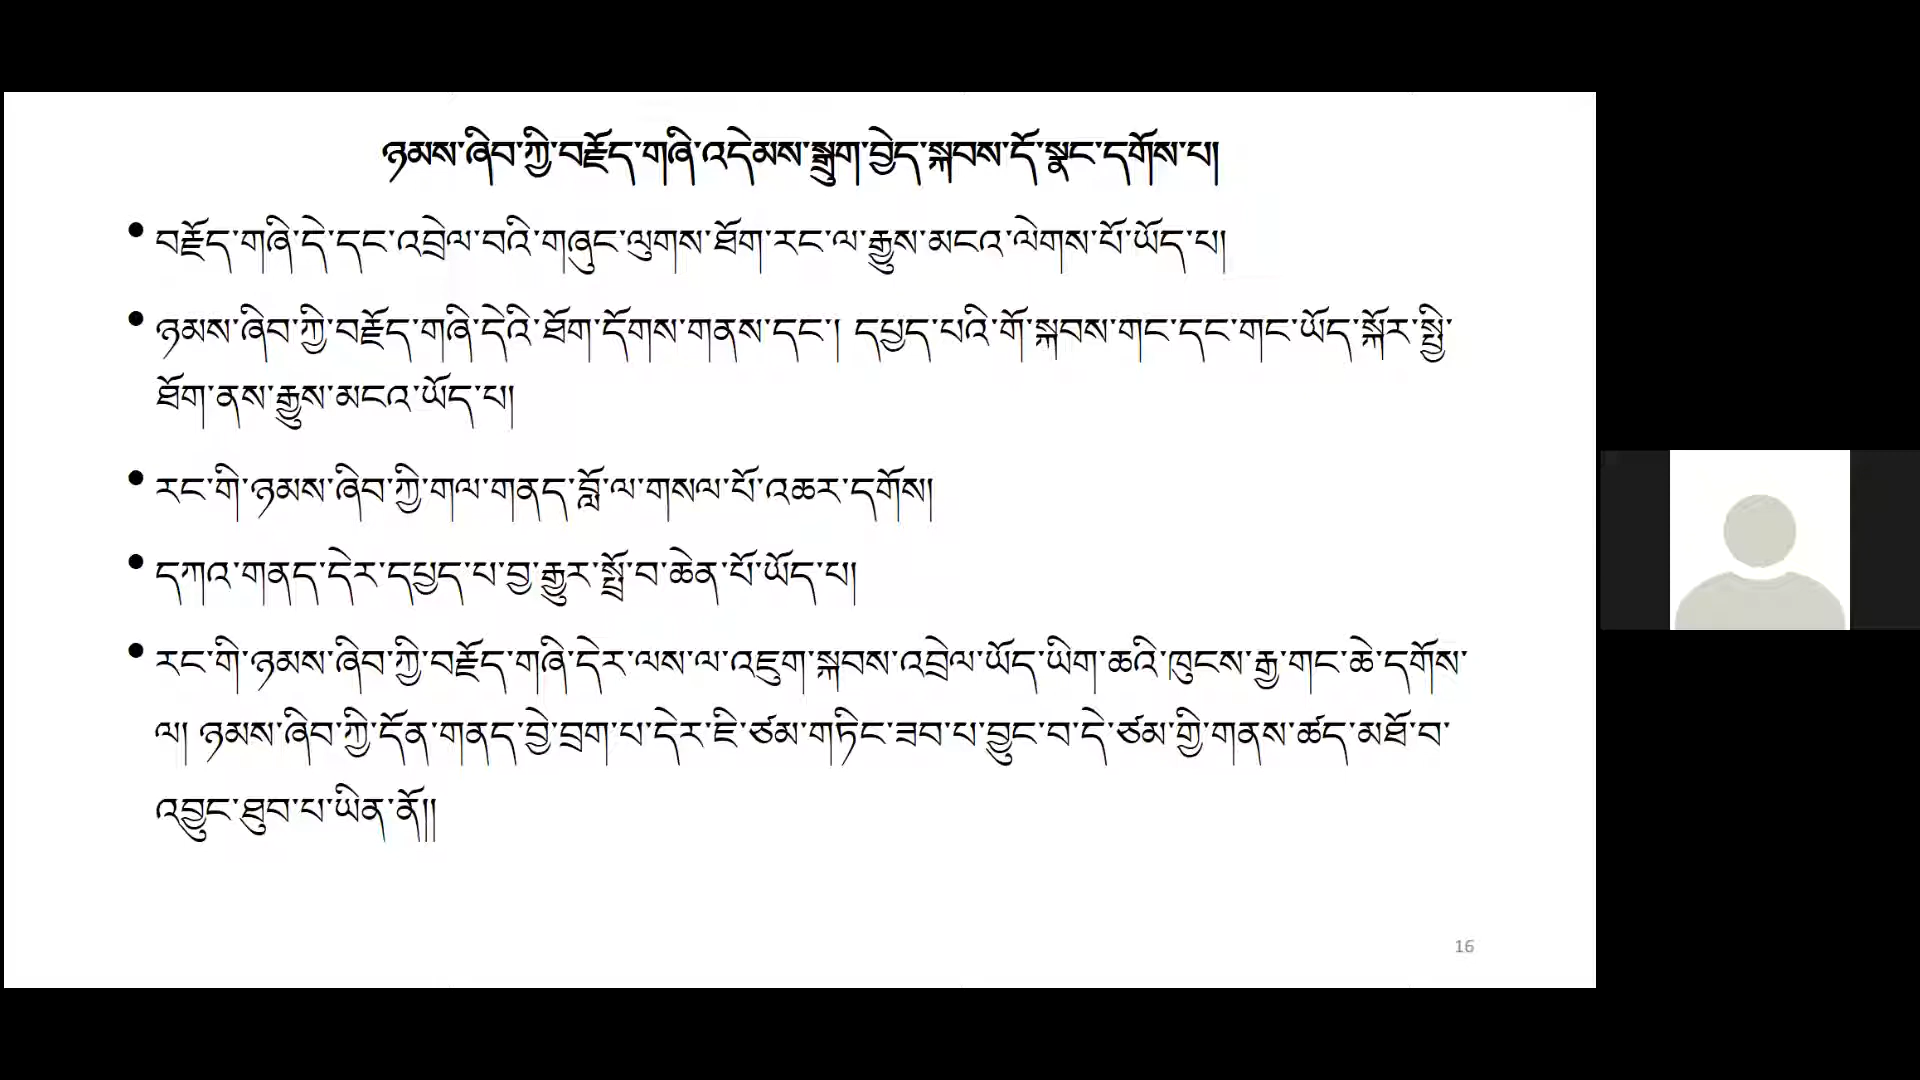 ཉམས་ཞིབ་ཀྱི་བརྗོད་གཞི་འདེམས་སྒྲུག་བྱེད་སྐབས་དོ་སྣང་དགོས་པ།
• བརྗོད་གཞི་དེ་དང་འབྲེལ་བའི་གཞུང་ལུགས་ཐོག་རང་ལ་རྒྱུས་མངའ་ལེགས་པོ་ཡོད་པ།
• ཉམས་ཞིབ་ཀྱི་བརྗོད་གཞི་དེའི་ཐོག་དོགས་གནས་དང་། དཔྱད་པའི་གོ་སྐབས་གང་དང་གང་ཡོད་སྐོར་སྤྱི་
ཐོག་ནས་རྒྱུས་མངའ་ཡོད་པ།
• རང་གི་ཉམས་ཞིབ་ཀྱི་གལ་གནད་བློ་ལ་གསལ་པོ་འཆར་དགོས།
• དཀའ་གནད་དེར་དཔྱད་པ་བྱ་རྒྱུར་སྤྲོ་བ་ཆེན་པོ་ཡོད་པ།
• རང་གི་ཉམས་ཞིབ་ཀྱི་བརྗོད་གཞི་དེར་ལས་ལ་འཇུག་སྐབས་འབྲེལ་ཡོད་ཡིག་ཆའི་ཁུངས་རྒྱ་གང་ཆེ་དགོས་
ལ། ཉམས་ཞིབ་ཀྱི་དོན་གནད་བྱེ་བྲག་པ་དེར་ཇི་ཙམ་གཏིང་ཟབ་པ་བྱུང་བ་དེ་ཙམ་གྱི་གནས་ཚད་མཐོ་བ་
འབྱུང་ཐུབ་པ་ཡིན་ནོ།།
16